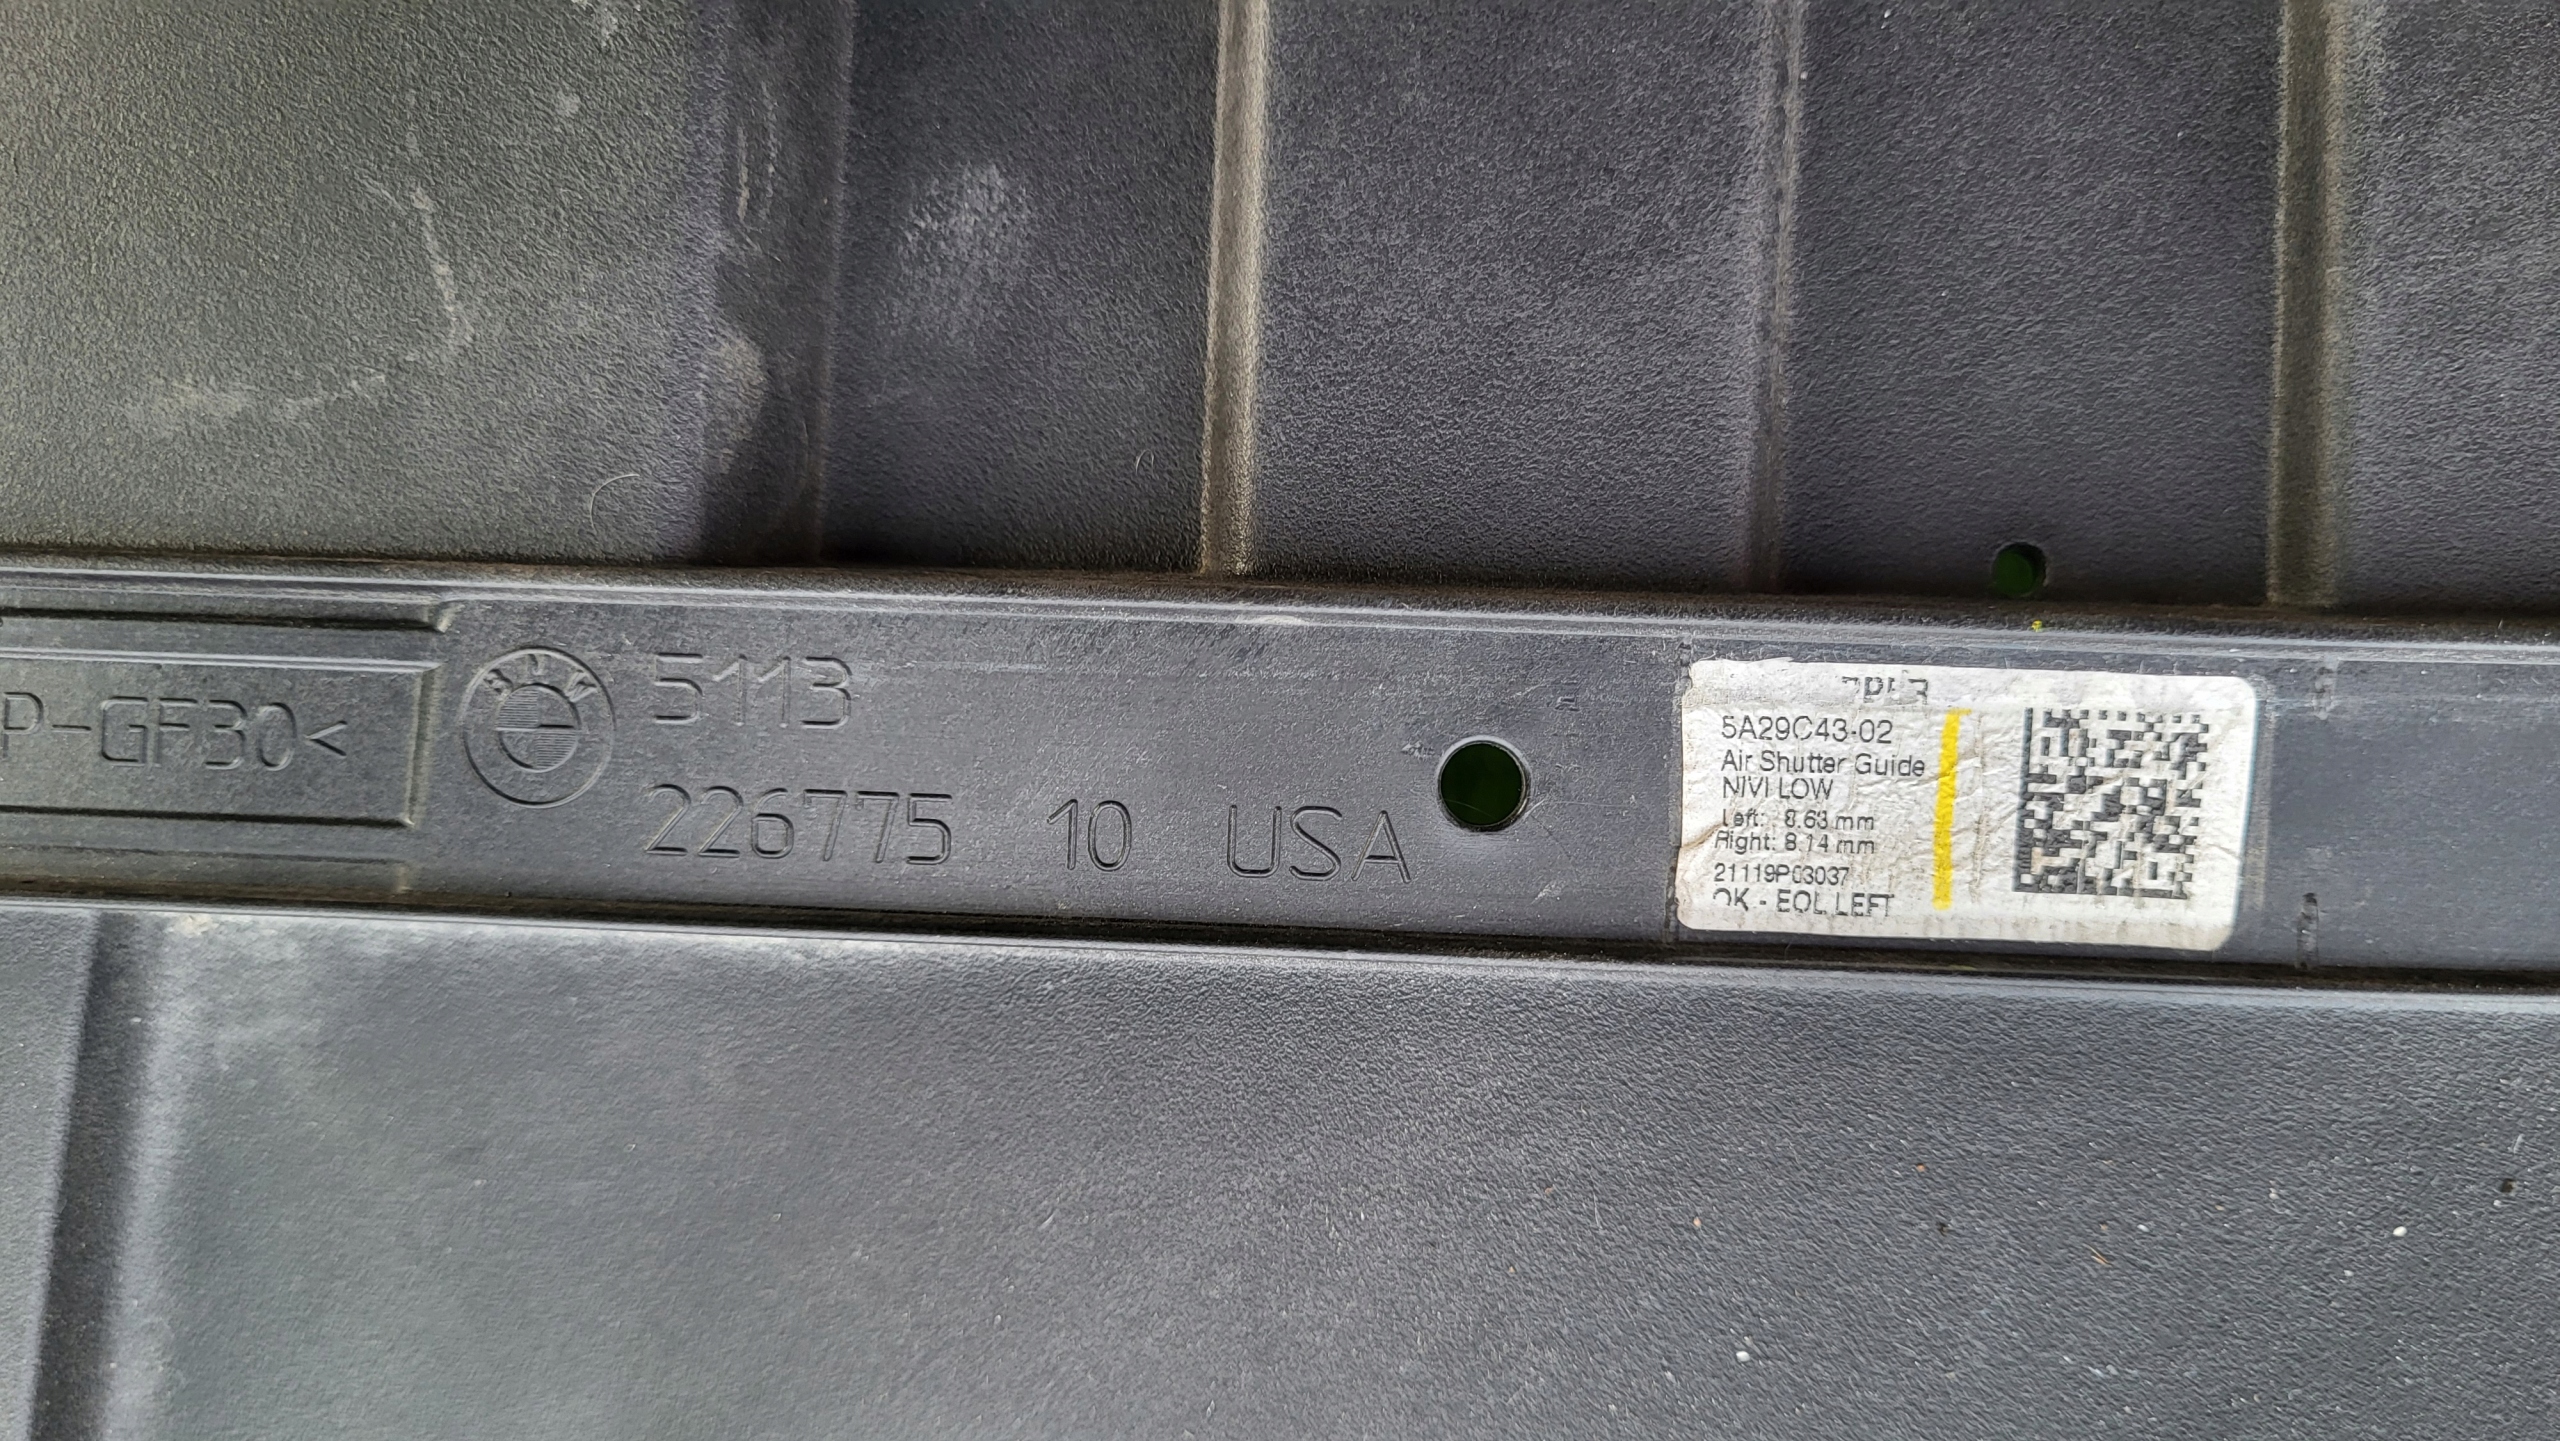 P-GF30<
BMW
5113
226775 10 USA
5A29C43-02
Air Shutter Guide
NIVI LOW
Left: 8.63 mm
Right: 8.14 mm
21119P03037
OK - EOL LEFT